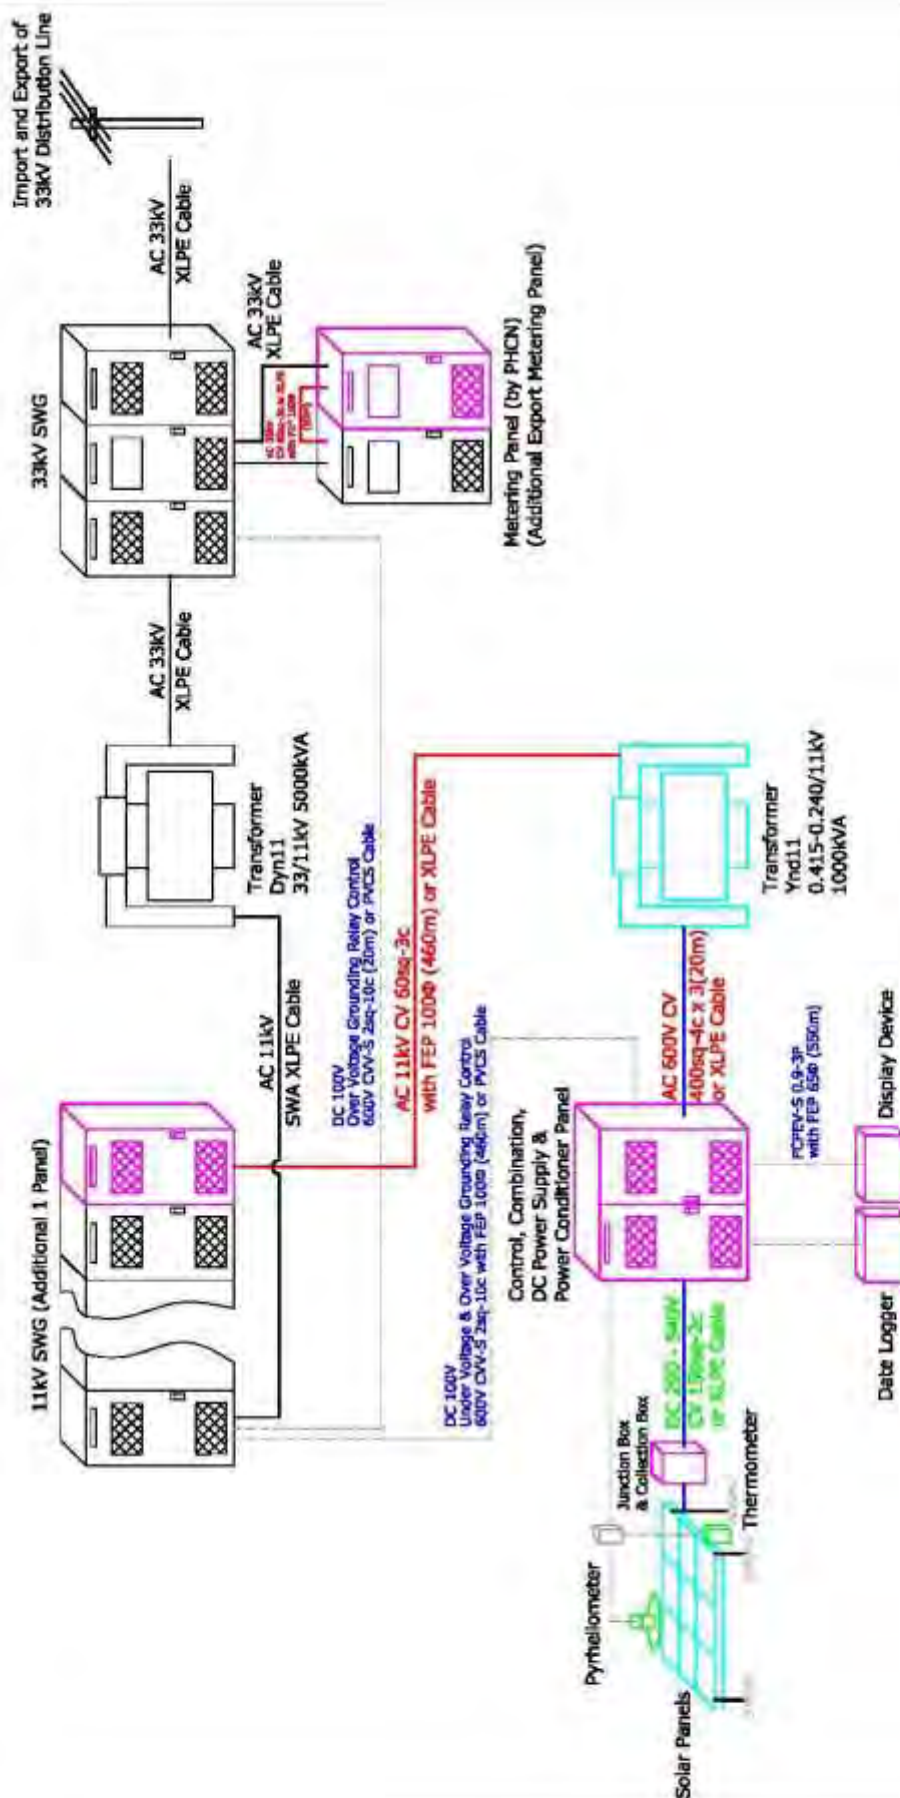 Import and Export of
33kV Distribution Line
AC 33kV
XLPE Cable
33kV SWG
AC 33kV
XLPE Cable
Metering Panel (by PHCN)
(Additional Export Metering Panel)
AC 33kV
XLPE Cable
Transformer
Dyn11
33/11kV 5000kVA
AC 11kV
SWA XLPE Cable
11kV SWG (Additional 1 Panel)
DC 100V
Over Voltage Grounding Relay Control
600V CVV-S 2sq-10c (20m) or PVCS Cable
AC 11kV CV 60sq-3c
with FEP 100Φ (460m) or XLPE Cable
DC 100V
Under Voltage & Over Voltage Grounding Relay Control
600V CVV-S 2sq-10c with FEP 100Φ (460m) or PVCS Cable
Transformer
Ynd11
0.415-0.240/11kV
1000kVA
AC 600V CV
400sq-4c X 3(20m)
or XLPE Cable
Control, Combination,
DC Power Supply &
Power Conditioner Panel
FCPEV-S 0.9-3P
with FEP 65Φ (550m)
Display Device
Date Logger
or XLPE Cable
Junction Box
& Collection Box
Thermometer
Pyrheliometer
Solar Panels